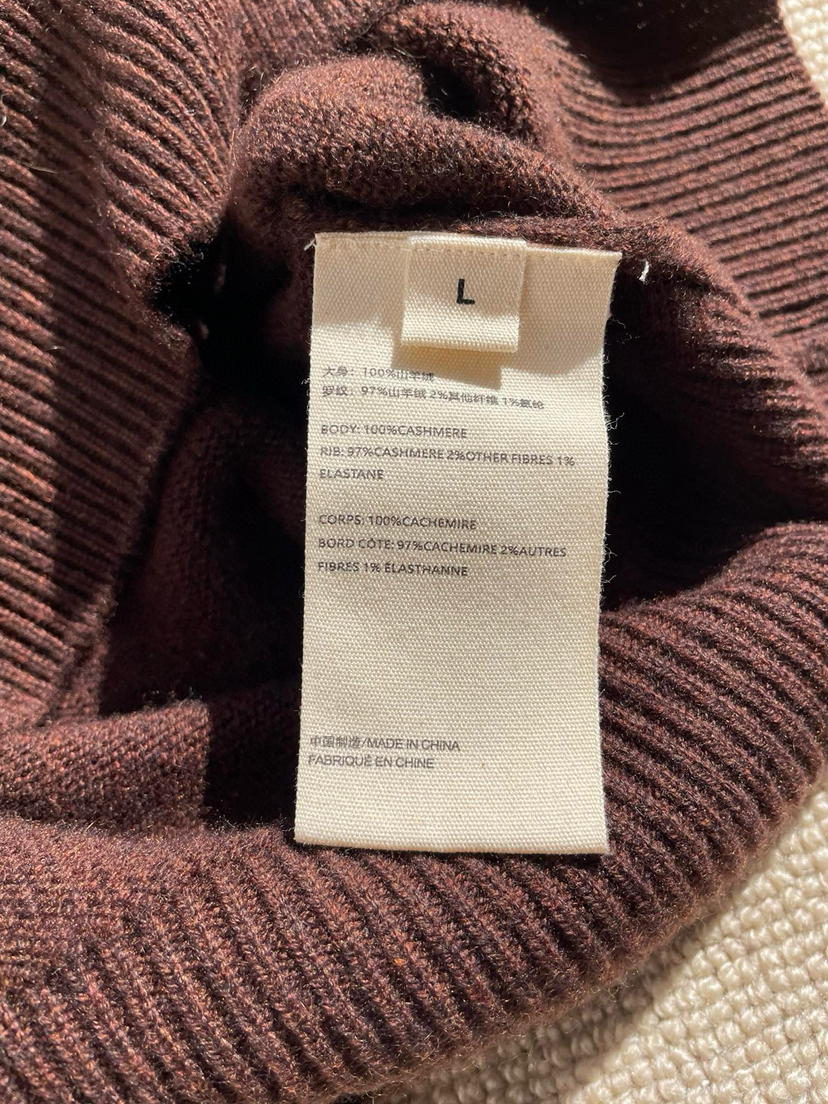 L
大身：100%山羊绒
罗纹：97%山羊绒 2%其他纤维 1%氨纶
BODY: 100%CASHMERE
RIB: 97%CASHMERE 2%OTHER FIBRES 1%
ELASTANE
CORPS: 100%CACHEMIRE
BORD CÔTE: 97%CACHEMIRE 2%AUTRES
FIBRES 1% ÉLASTHANNE
中国制造/MADE IN CHINA
FABRIQUÉ EN CHINE